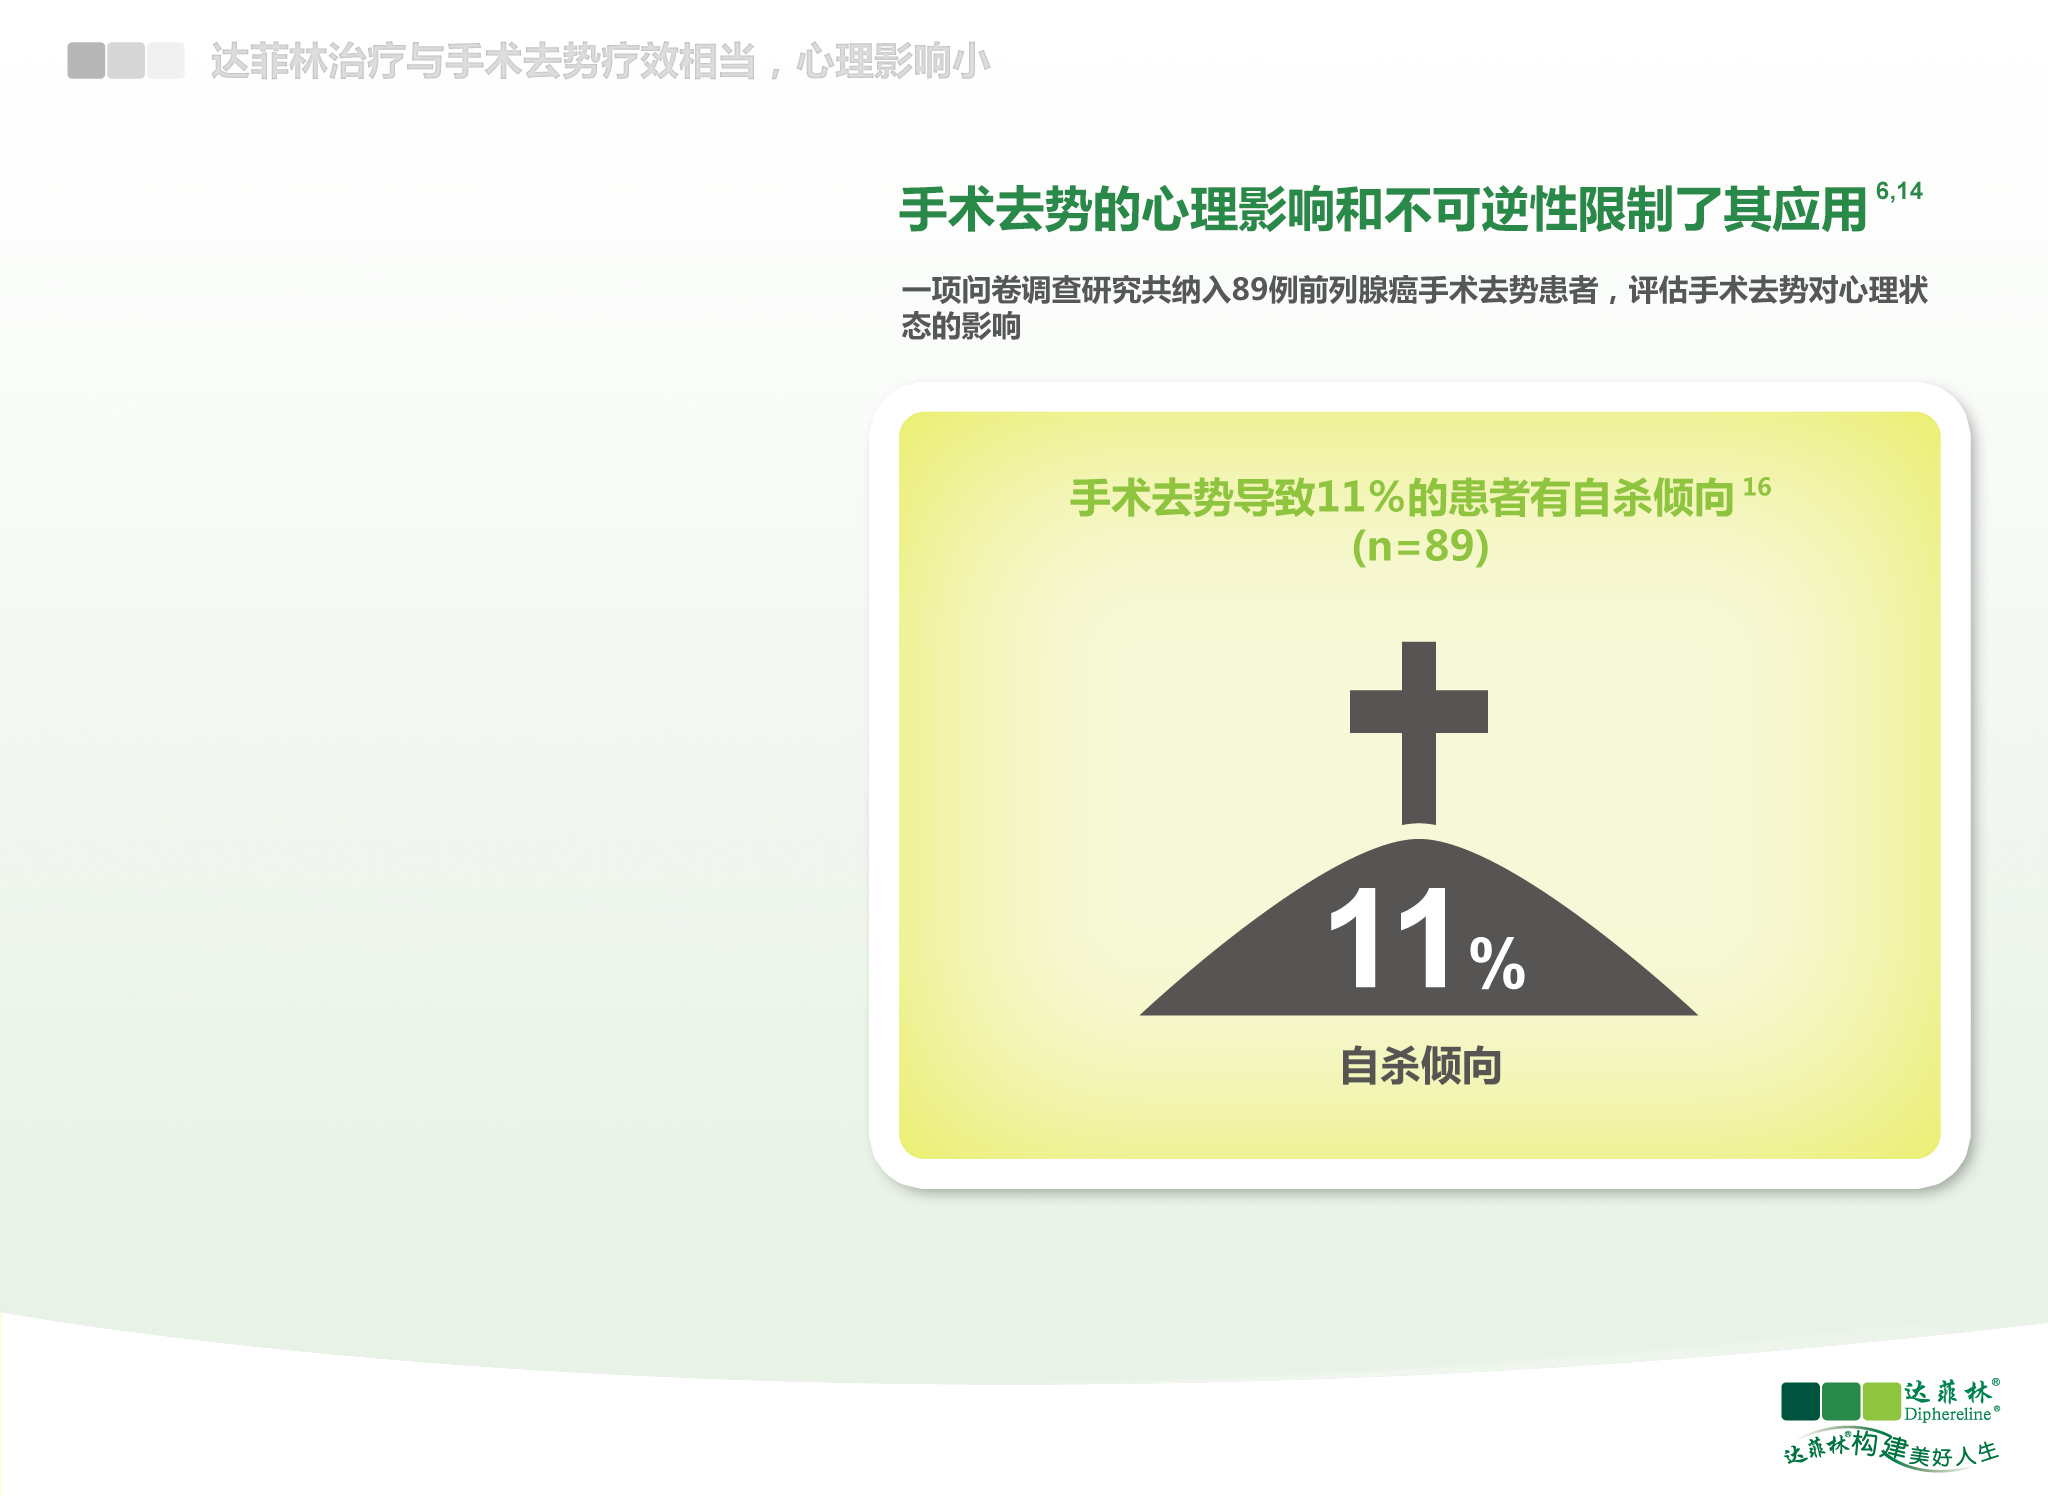 达菲林治疗与手术去势疗效相当，心理影响小
手术去势的心理影响和不可逆性限制了其应用6,14
一项问卷调查研究共纳入89例前列腺癌手术去势患者，评估手术去势对心理状
态的影响
手术去势导致11%的患者有自杀倾向16
(n=89)
11%
自杀倾向
达菲林®
Diphereline®
达菲林®构建美好人生